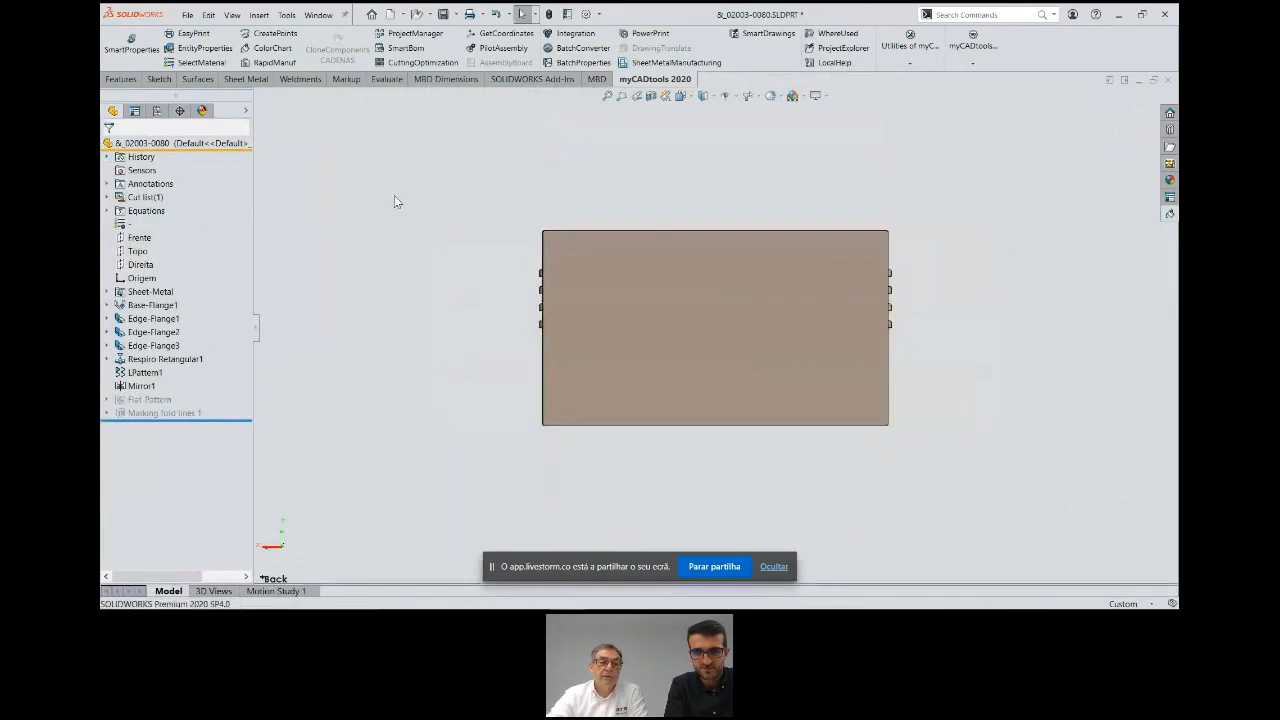 SOLIDWORKS File Edit View Insert Tools Window &_02003-0080.SLDPRT * Search Commands
SmartProperties EasyPrint CreatePoints CloneComponents CADENAS ProjectManager GetCoordinates Integration PowerPrint SmartDrawings WhereUsed Utilities of myC... myCADtools...
EntityProperties ColorChart SmartBom PilotAssembly BatchConverter DrawingTranslate ProjectExplorer
SelectMaterial RapidManuf CuttingOptimization AssemblyBoard BatchProperties SheetMetalManufacturing LocalHelp
Features Sketch Surfaces Sheet Metal Weldments Markup Evaluate MBD Dimensions SOLIDWORKS Add-Ins MBD myCADtools 2020
&_02003-0080 (Default<<Default>_
History
Sensors
Annotations
Cut list(1)
Equations
-
Frente
Topo
Direita
Origem
Sheet-Metal
Base-Flange1
Edge-Flange1
Edge-Flange2
Edge-Flange3
Respiro Retangular1
LPattern1
Mirror1
Flat-Pattern
Marking fold lines 1
*Back
O app.livestorm.co está a partilhar o seu ecrã. Parar partilha Ocultar
Model 3D Views Motion Study 1
SOLIDWORKS Premium 2020 SP4.0 Custom